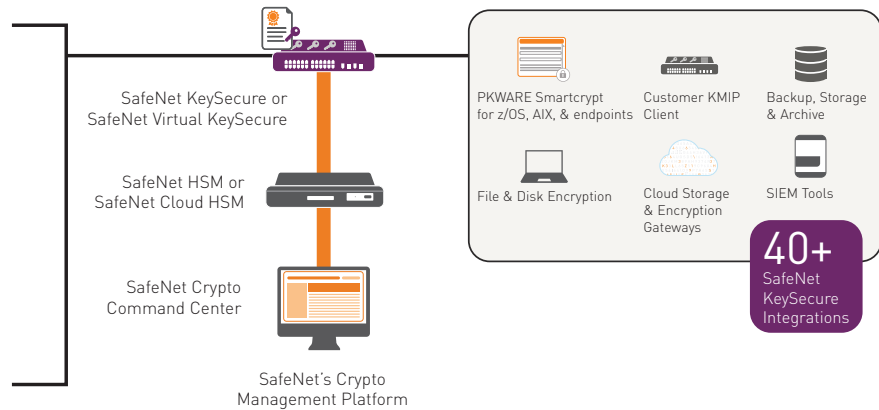 SafeNet KeySecure or
SafeNet Virtual KeySecure
SafeNet HSM or
SafeNet Cloud HSM
SafeNet Crypto
Command Center
SafeNet's Crypto
Management Platform
PKWARE Smartcrypt
for z/OS, AIX, & endpoints
Customer KMIP
Client
Backup, Storage
& Archive
File & Disk Encryption
Cloud Storage
& Encryption
Gateways
SIEM Tools
40+
SafeNet
KeySecure
Integrations